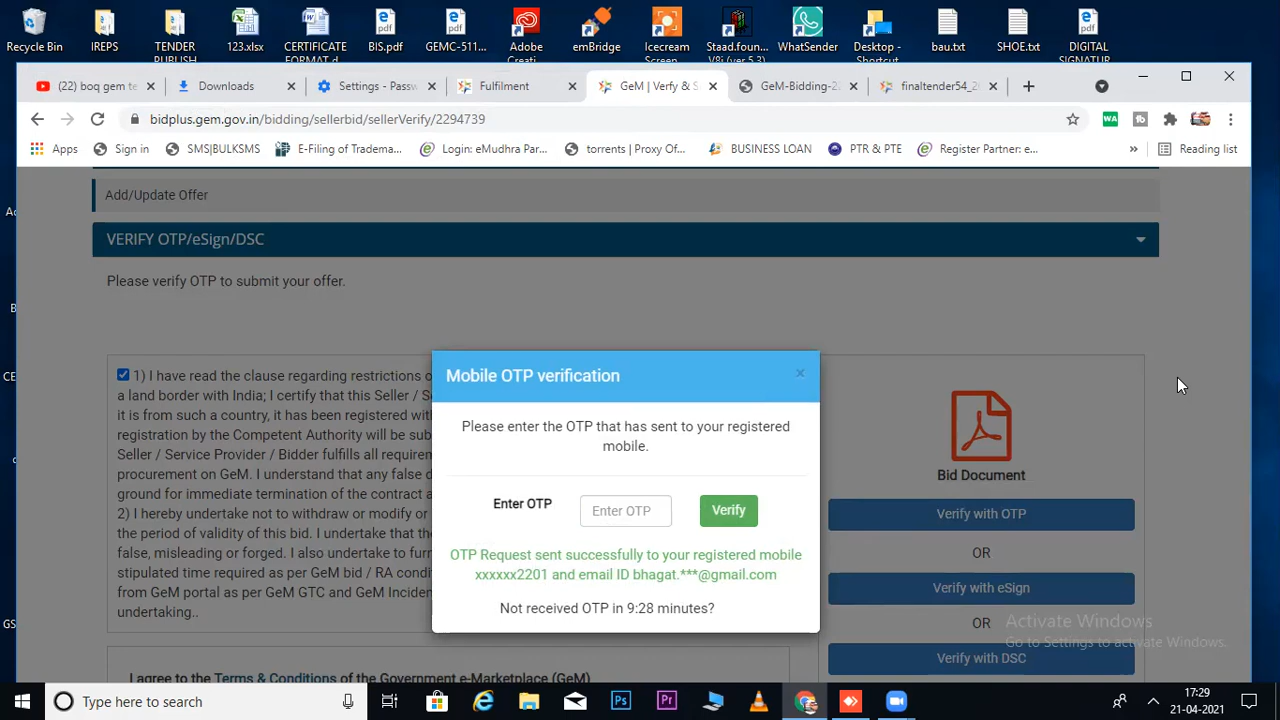 Recycle Bin
IREPS
TENDER PUBLISH
123.xlsx
CERTIFICATE FORMAT d
BIS.pdf
GEMC-511...
Adobe Creati...
emBridge
Icecream Screen
Staad.foun... V8i (ver 5.3)
WhatSender
Desktop - Shortcut
bau.txt
SHOE.txt
DIGITAL SIGNATUR
(22) boq gem te
Downloads
Settings - Passw
Fulfilment
GeM | Verfy & S
GeM-Bidding-2
finaltender54_2
bidplus.gem.gov.in/bidding/sellerbid/sellerVerify/2294739
Apps
Sign in
SMS|BULKSMS
E-Filing of Tradema...
Login: eMudhra Par...
torrents | Proxy Of...
BUSINESS LOAN
PTR & PTE
Register Partner: e...
»
Reading list
Add/Update Offer
VERIFY OTP/eSign/DSC
Please verify OTP to submit your offer.
1) I have read the clause regarding restrictions o
a land border with India; I certify that this Seller / S
it is from such a country, it has been registered with
registration by the Competent Authority will be sub
Seller / Service Provider / Bidder fulfills all requirem
procurement on GeM. I understand that any false d
ground for immediate termination of the contract a
2) I hereby undertake not to withdraw or modify or
the period of validity of this bid. I undertake that the
false, misleading or forged. I also undertake to furn
stipulated time required as per GeM bid / RA condit
from GeM portal as per GeM GTC and GeM Inciden
undertaking..
I agree to the Terms & Conditions of the Government e-Marketplace (GeM)
Mobile OTP verification
×
Please enter the OTP that has sent to your registered
mobile.
Enter OTP
Enter OTP
Verify
OTP Request sent successfully to your registered mobile
xxxxxx2201 and email ID bhagat.***@gmail.com
Not received OTP in 9:28 minutes?
Bid Document
Verify with OTP
OR
Verify with eSign
OR
Verify with DSC
Activate Windows
Go to Settings to activate Windows.
Type here to search
Ps
Pr
17:29
21-04-2021